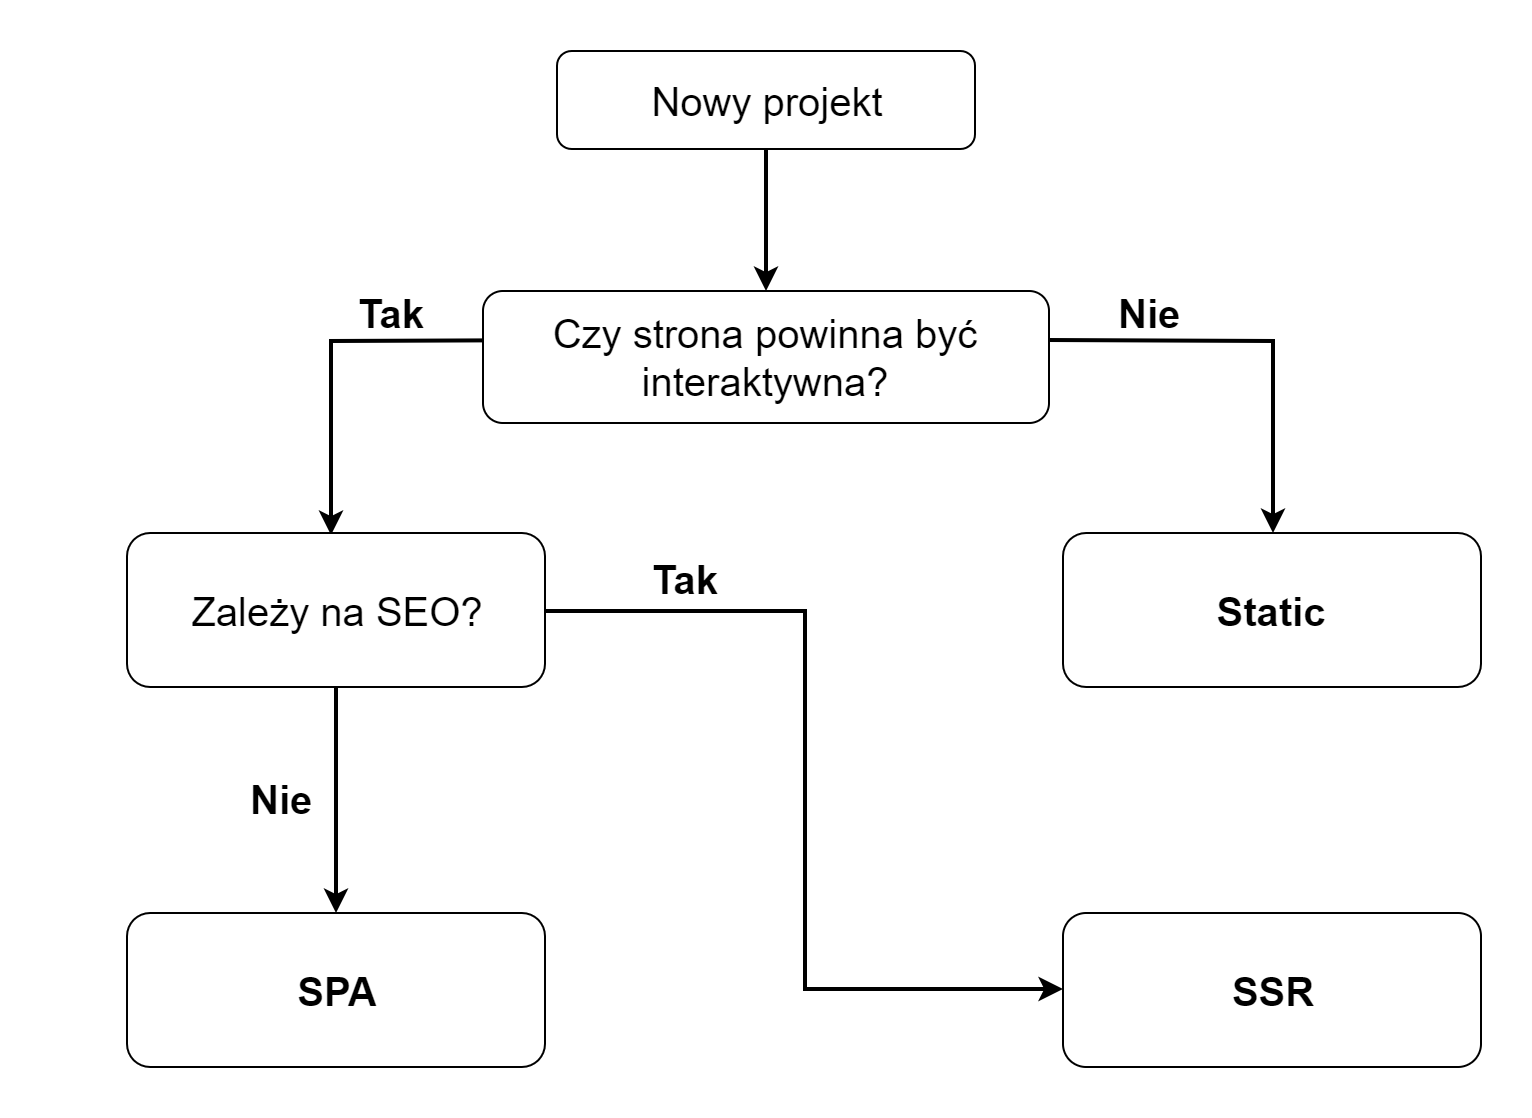 Nowy projekt
Tak
Nie
Czy strona powinna być
interaktywna?
Zależy na SEO?
Tak
Static
Nie
SPA
SSR